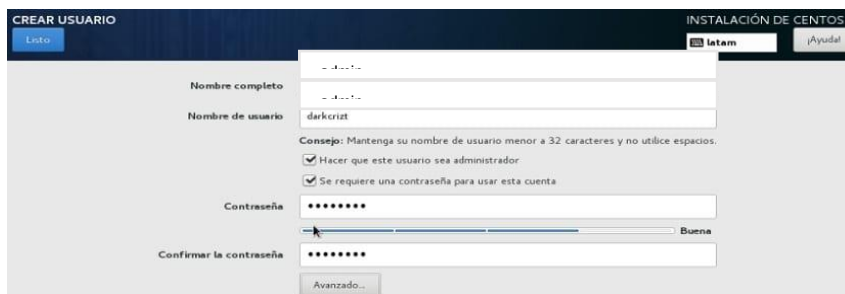 CREAR USUARIO
INSTALACIÓN DE CENTOS
Listo
latam
¡Ayuda!
Nombre completo
Nombre de usuario
darkcrizt
Consejo: Mantenga su nombre de usuario menor a 32 caracteres y no utilice espacios.
Hacer que este usuario sea administrador
Se requiere una contraseña para usar esta cuenta
Contraseña
●●●●●●●●
Buena
Confirmar la contraseña
●●●●●●●●
Avanzado...